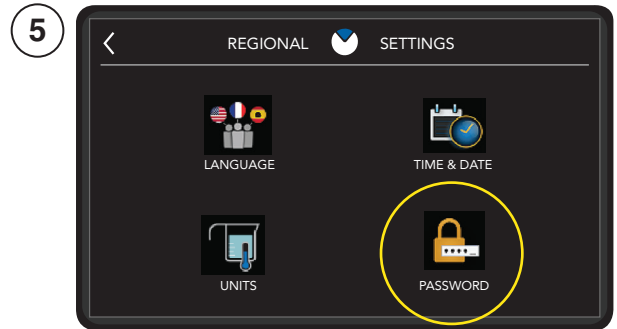 5
REGIONAL SETTINGS
LANGUAGE
TIME & DATE
UNITS
PASSWORD